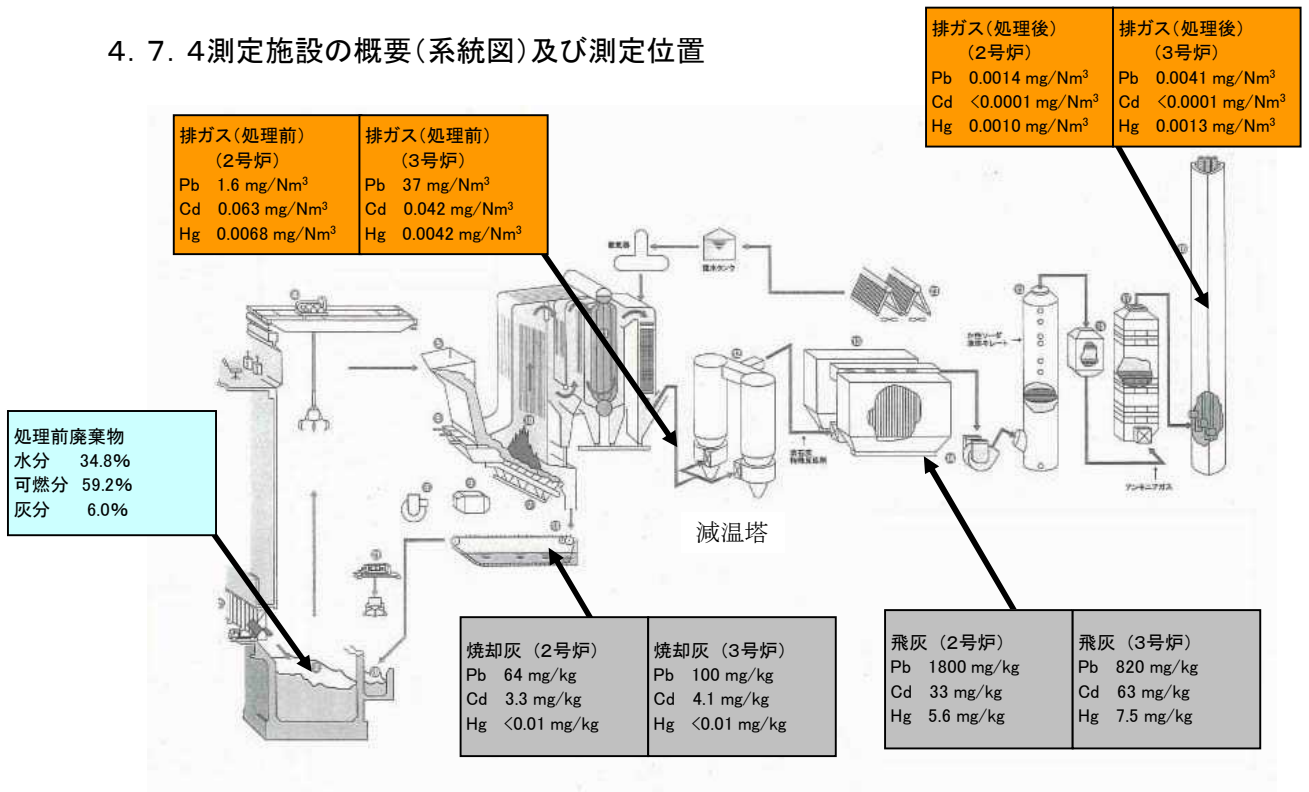 4．7．4測定施設の概要（系統図）及び測定位置
排ガス（処理後）
（2号炉）
Pb 0.0014 mg/Nm³
Cd <0.0001 mg/Nm³
Hg 0.0010 mg/Nm³
排ガス（処理後）
（3号炉）
Pb 0.0041 mg/Nm³
Cd <0.0001 mg/Nm³
Hg 0.0013 mg/Nm³
排ガス（処理前）
（2号炉）
Pb 1.6 mg/Nm³
Cd 0.063 mg/Nm³
Hg 0.0068 mg/Nm³
排ガス（処理前）
（3号炉）
Pb 37 mg/Nm³
Cd 0.042 mg/Nm³
Hg 0.0042 mg/Nm³
処理前廃棄物
水分 34.8%
可燃分 59.2%
灰分 6.0%
アンモニアガス
減温塔
焼却灰（2号炉）
Pb 64 mg/kg
Cd 3.3 mg/kg
Hg <0.01 mg/kg
焼却灰（3号炉）
Pb 100 mg/kg
Cd 4.1 mg/kg
Hg <0.01 mg/kg
飛灰（2号炉）
Pb 1800 mg/kg
Cd 33 mg/kg
Hg 5.6 mg/kg
飛灰（3号炉）
Pb 820 mg/kg
Cd 63 mg/kg
Hg 7.5 mg/kg